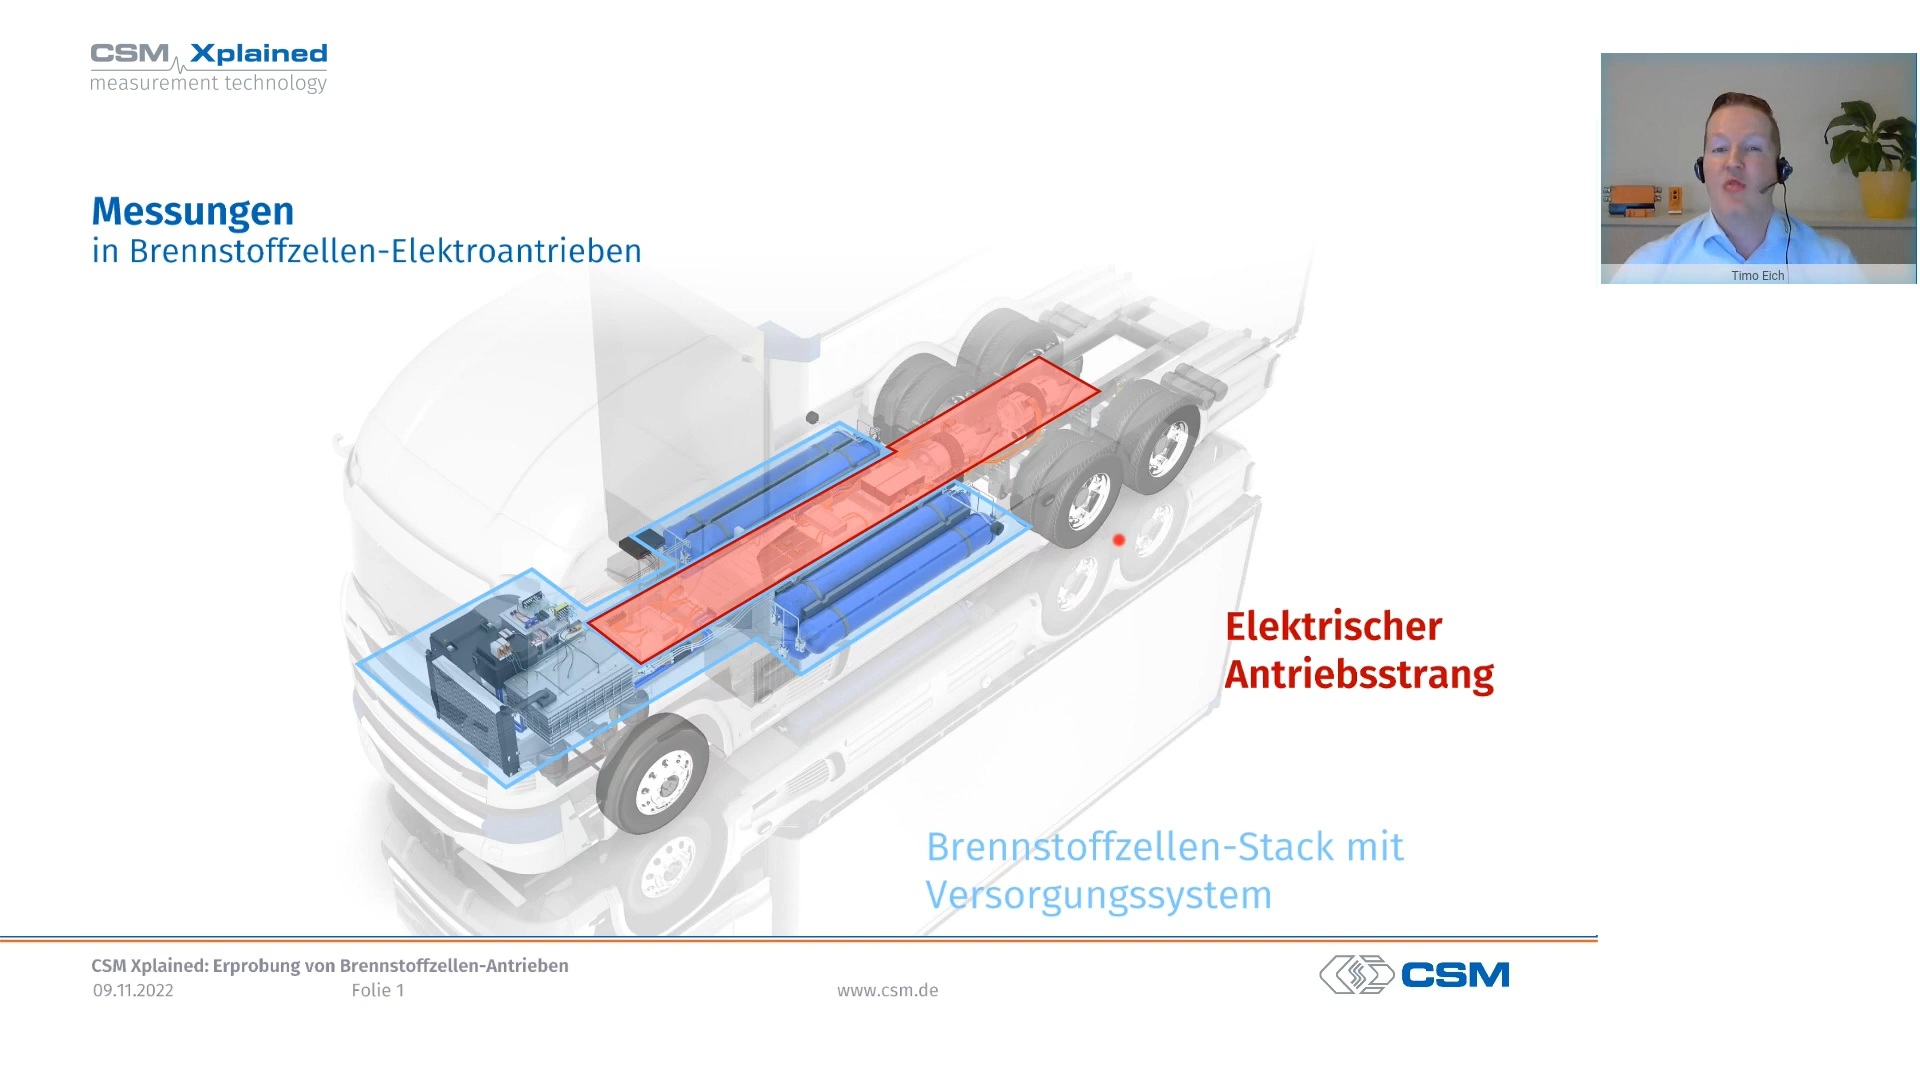 CSM Xplained
measurement technology
Messungen
in Brennstoffzellen-Elektroantrieben
Timo Eich
Elektrischer
Antriebsstrang
Brennstoffzellen-Stack mit
Versorgungssystem
CSM Xplained: Erprobung von Brennstoffzellen-Antrieben
09.11.2022
Folie 1
www.csm.de
CSM